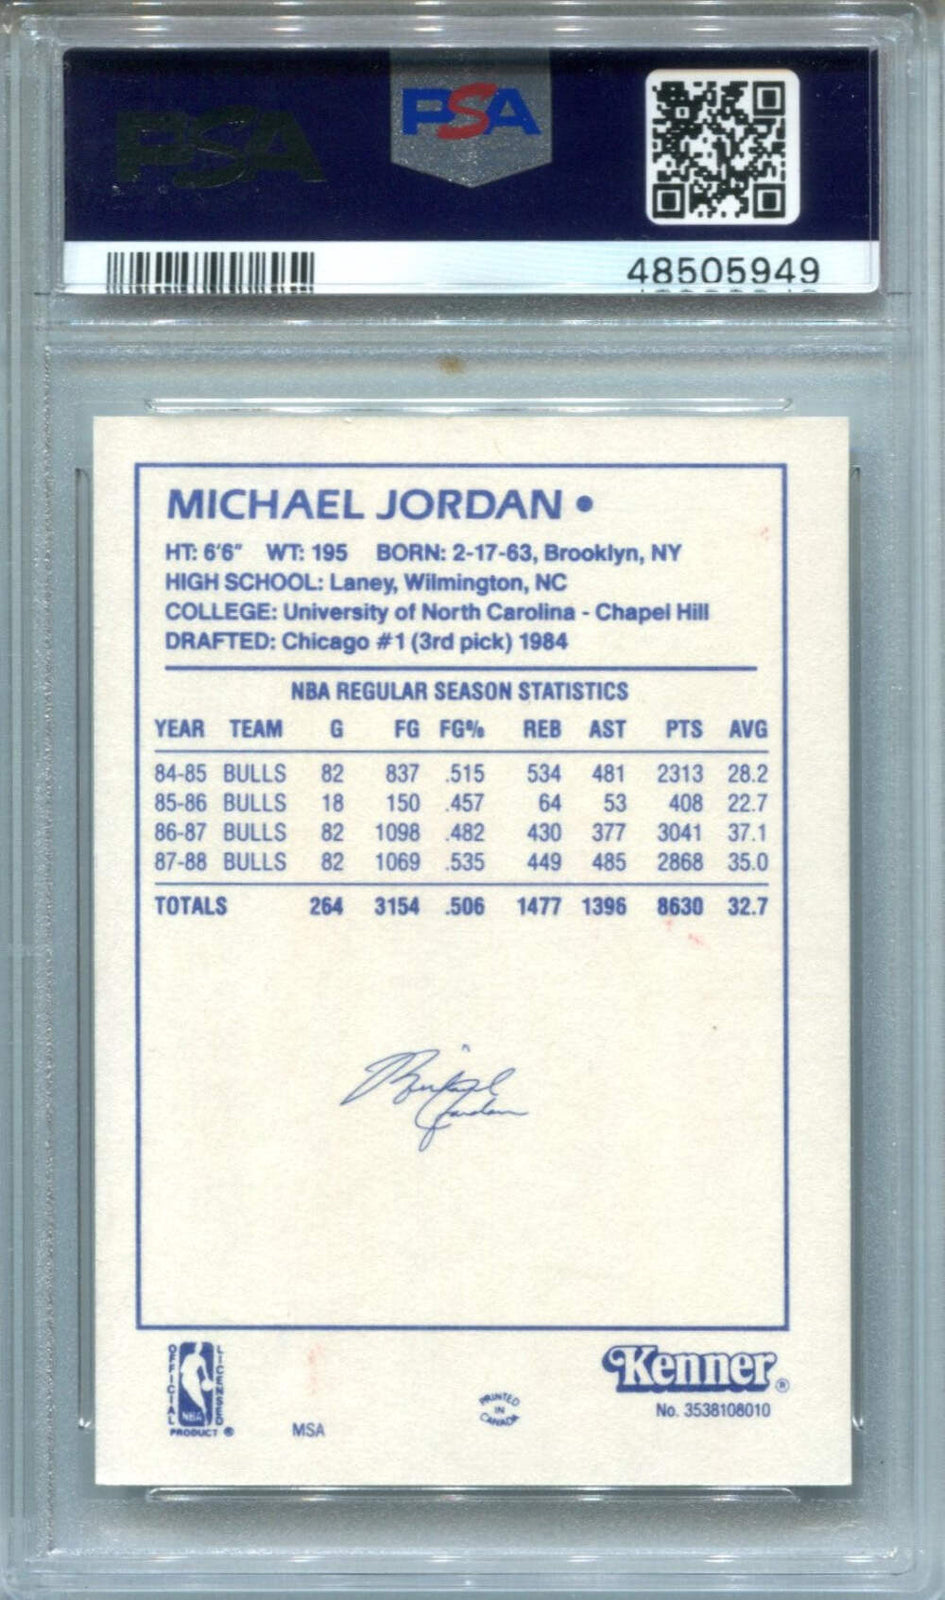 PSA
PSA
48505949
MICHAEL JORDAN •
HT: 6'6" WT: 195 BORN: 2-17-63, Brooklyn, NY
HIGH SCHOOL: Laney, Wilmington, NC
COLLEGE: University of North Carolina - Chapel Hill
DRAFTED: Chicago #1 (3rd pick) 1984
NBA REGULAR SEASON STATISTICS
YEAR TEAM G FG FG% REB AST PTS AVG
84-85 BULLS 82 837 .515 534 481 2313 28.2
85-86 BULLS 18 150 .457 64 53 408 22.7
86-87 BULLS 82 1098 .482 430 377 3041 37.1
87-88 BULLS 82 1069 .535 449 485 2868 35.0
TOTALS 264 3154 .506 1477 1396 8630 32.7
Michael
Jordan
OFFICIAL
LICENSED
NBA
PRODUCT ®
MSA
PRINTED
IN
CANADA
Kenner®
No. 3538108010